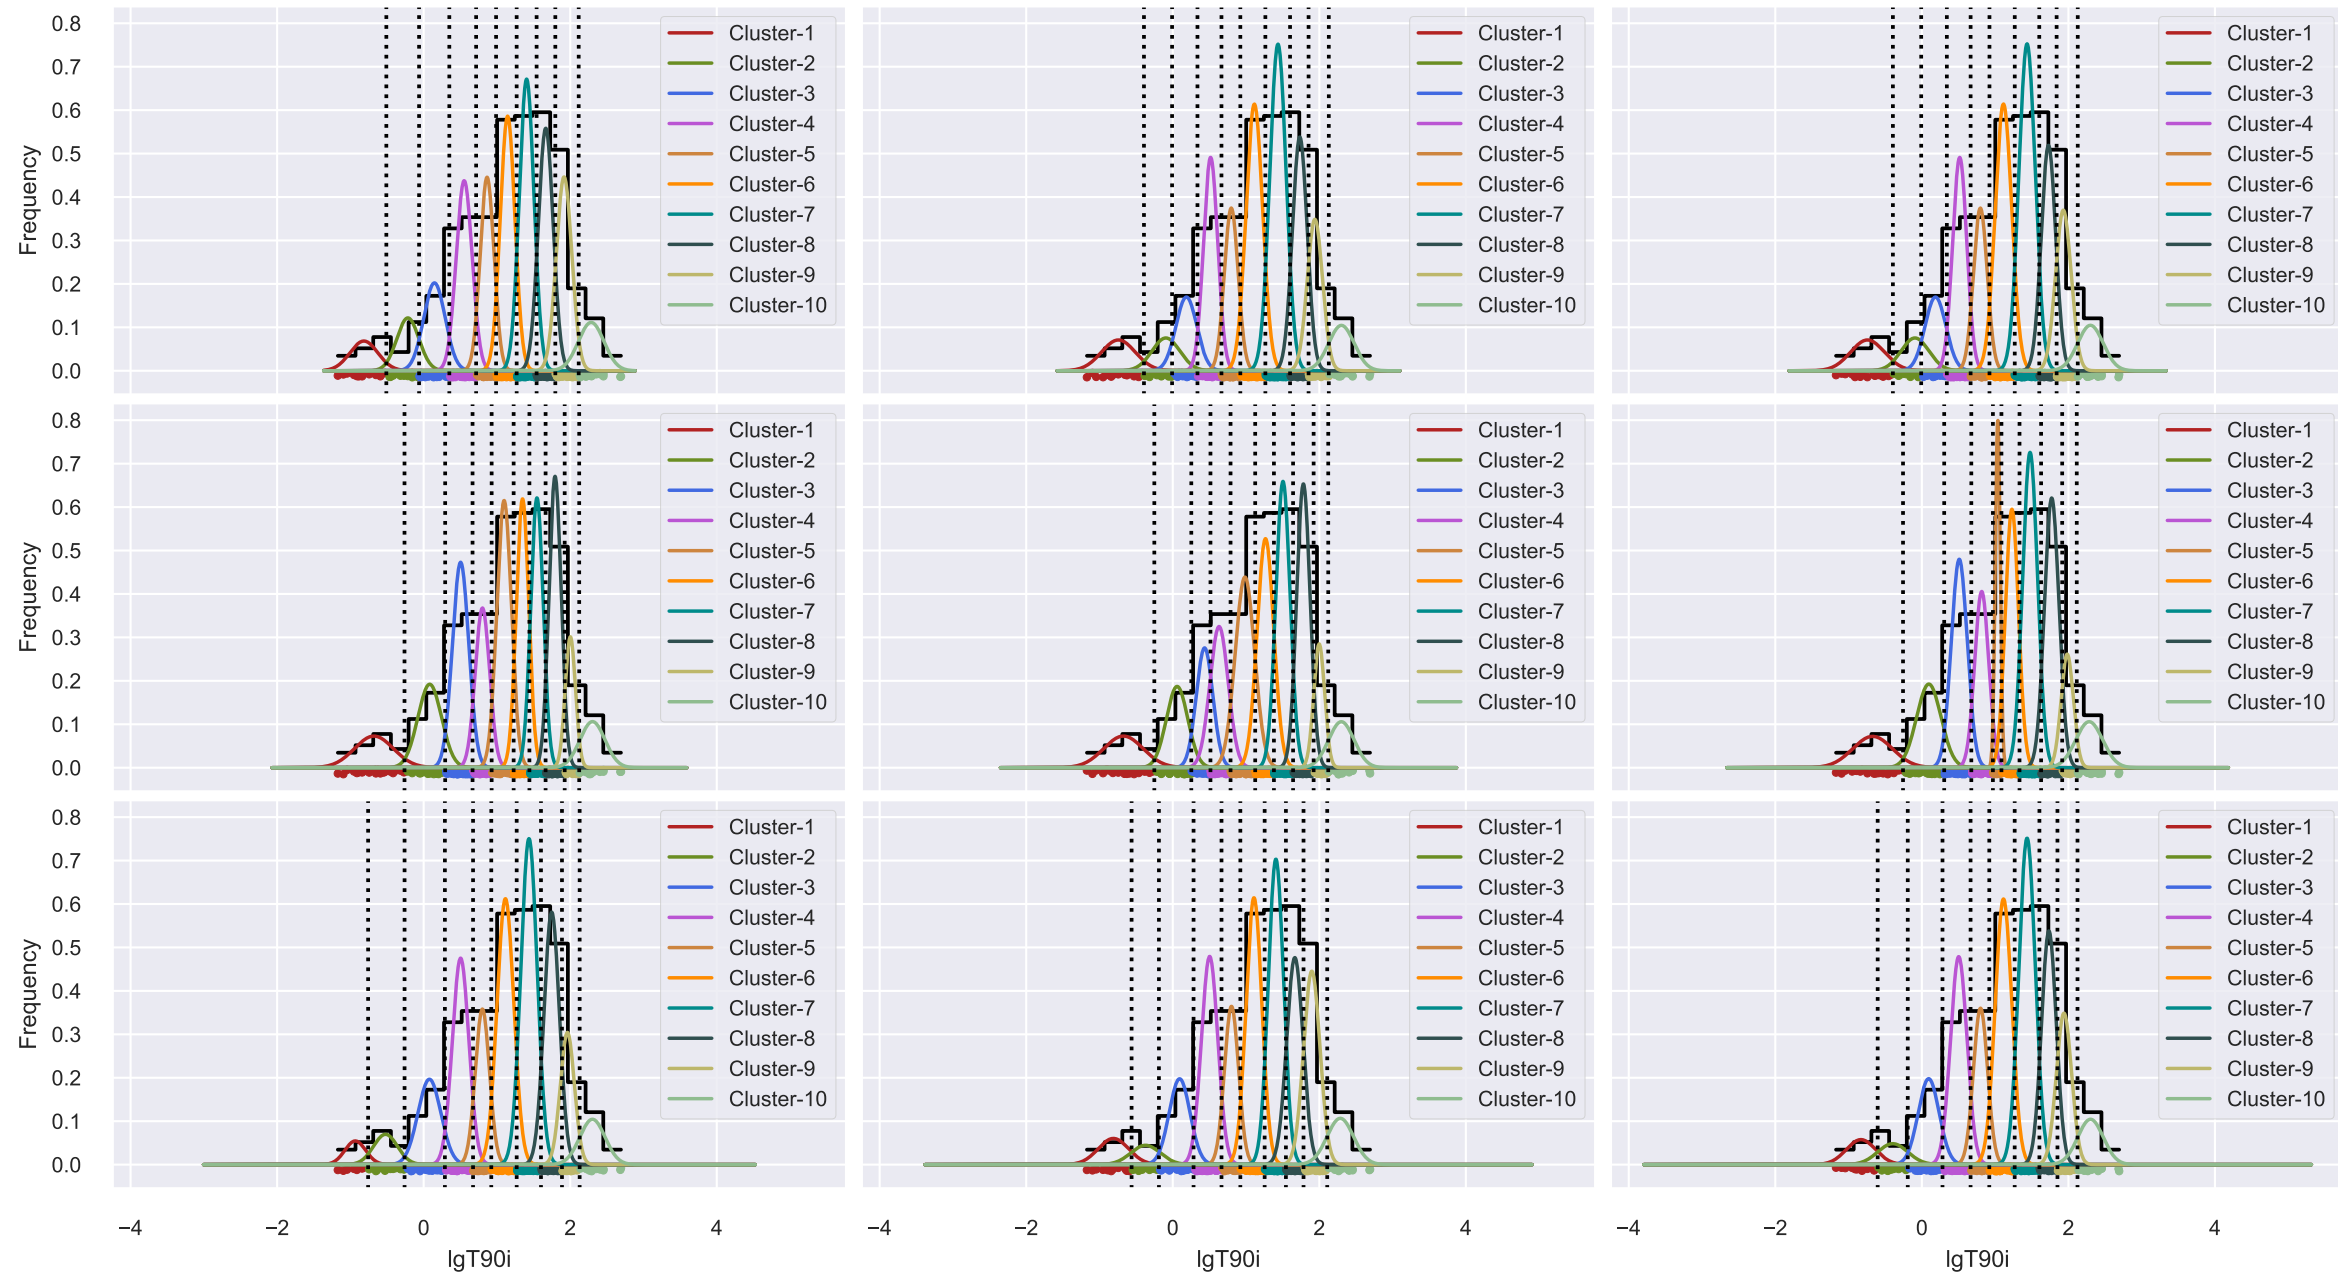 0.8
0.7
0.6
0.5
0.4
0.3
0.2
0.1
0.0
Frequency
Cluster-1
Cluster-2
Cluster-3
Cluster-4
Cluster-5
Cluster-6
Cluster-7
Cluster-8
Cluster-9
Cluster-10
Cluster-1
Cluster-2
Cluster-3
Cluster-4
Cluster-5
Cluster-6
Cluster-7
Cluster-8
Cluster-9
Cluster-10
Cluster-1
Cluster-2
Cluster-3
Cluster-4
Cluster-5
Cluster-6
Cluster-7
Cluster-8
Cluster-9
Cluster-10
0.8
0.7
0.6
0.5
0.4
0.3
0.2
0.1
0.0
Frequency
Cluster-1
Cluster-2
Cluster-3
Cluster-4
Cluster-5
Cluster-6
Cluster-7
Cluster-8
Cluster-9
Cluster-10
Cluster-1
Cluster-2
Cluster-3
Cluster-4
Cluster-5
Cluster-6
Cluster-7
Cluster-8
Cluster-9
Cluster-10
Cluster-1
Cluster-2
Cluster-3
Cluster-4
Cluster-5
Cluster-6
Cluster-7
Cluster-8
Cluster-9
Cluster-10
0.8
0.7
0.6
0.5
0.4
0.3
0.2
0.1
0.0
Frequency
Cluster-1
Cluster-2
Cluster-3
Cluster-4
Cluster-5
Cluster-6
Cluster-7
Cluster-8
Cluster-9
Cluster-10
Cluster-1
Cluster-2
Cluster-3
Cluster-4
Cluster-5
Cluster-6
Cluster-7
Cluster-8
Cluster-9
Cluster-10
Cluster-1
Cluster-2
Cluster-3
Cluster-4
Cluster-5
Cluster-6
Cluster-7
Cluster-8
Cluster-9
Cluster-10
−4 −2 0 2 4
−4 −2 0 2 4
−4 −2 0 2 4
lgT90i
lgT90i
lgT90i